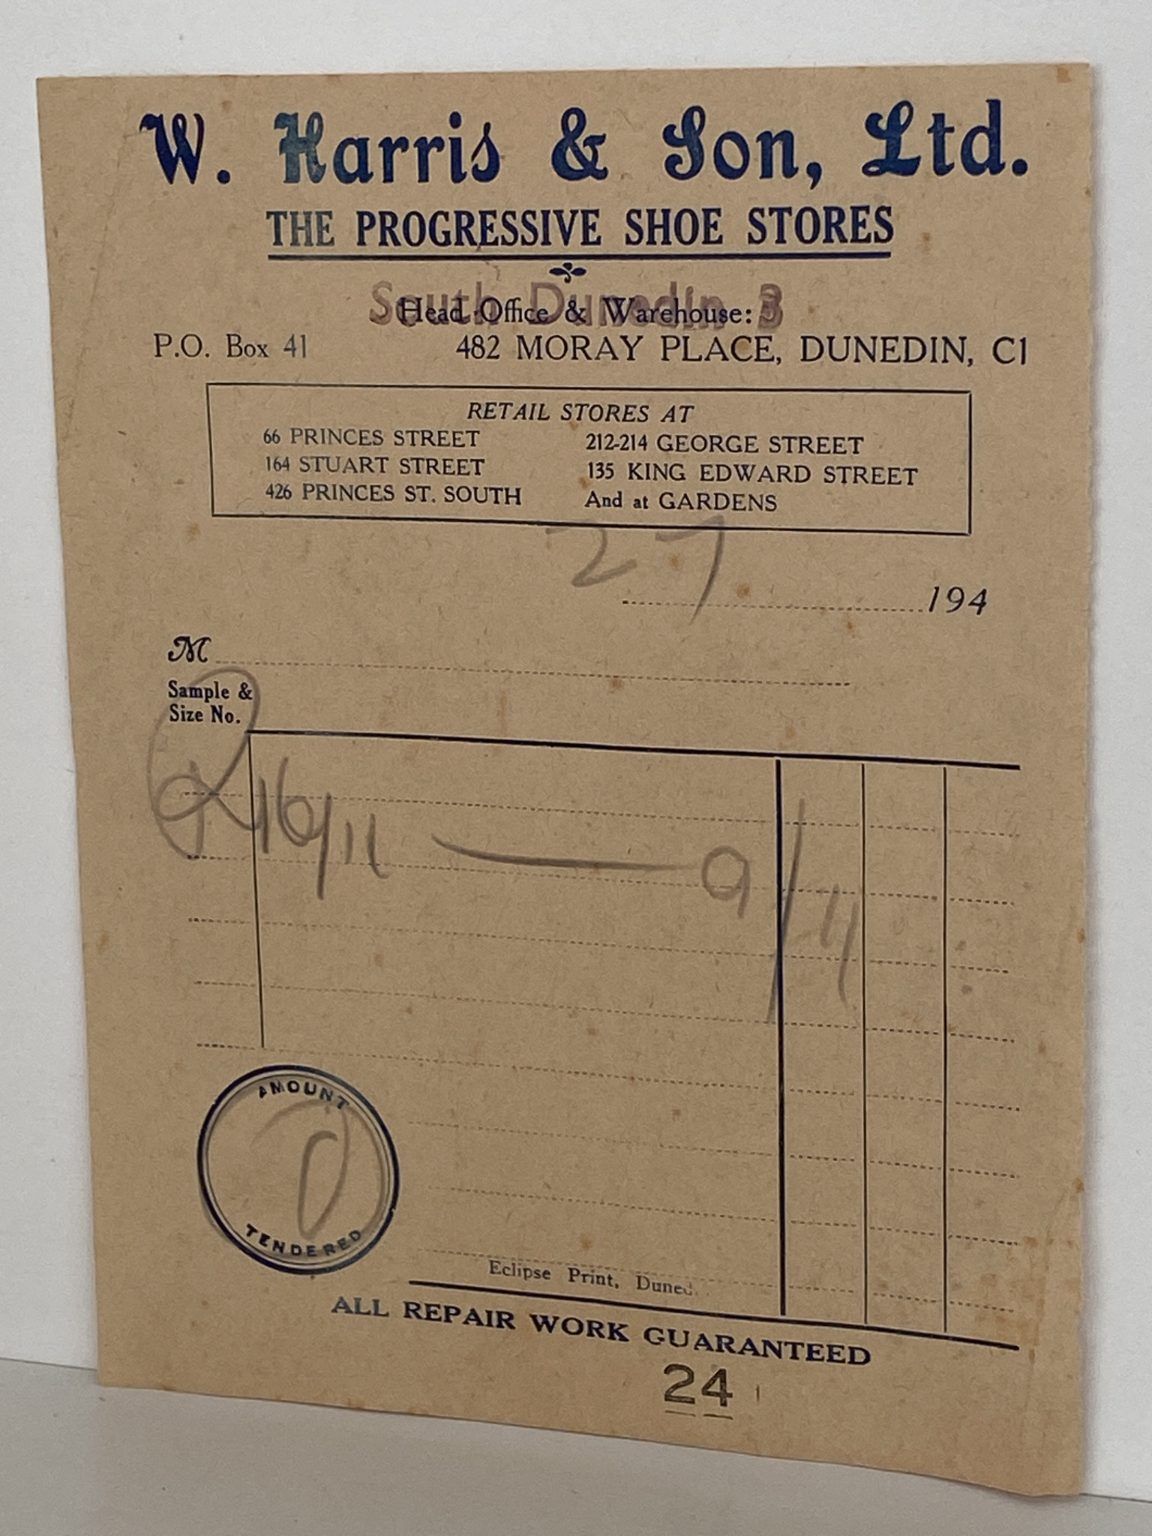 W. Harris & Son, Ltd.
THE PROGRESSIVE SHOE STORES
South Dunedin 3
Head Office & Warehouse:
P.O. Box 41 482 MORAY PLACE, DUNEDIN, C1
RETAIL STORES AT
66 PRINCES STREET 212-214 GEORGE STREET
164 STUART STREET 135 KING EDWARD STREET
426 PRINCES ST. SOUTH And at GARDENS
27
194
M
Sample &
Size No.
16/11 — 9/11
AMOUNT
TENDERED
Eclipse Print, Duned.
ALL REPAIR WORK GUARANTEED
24